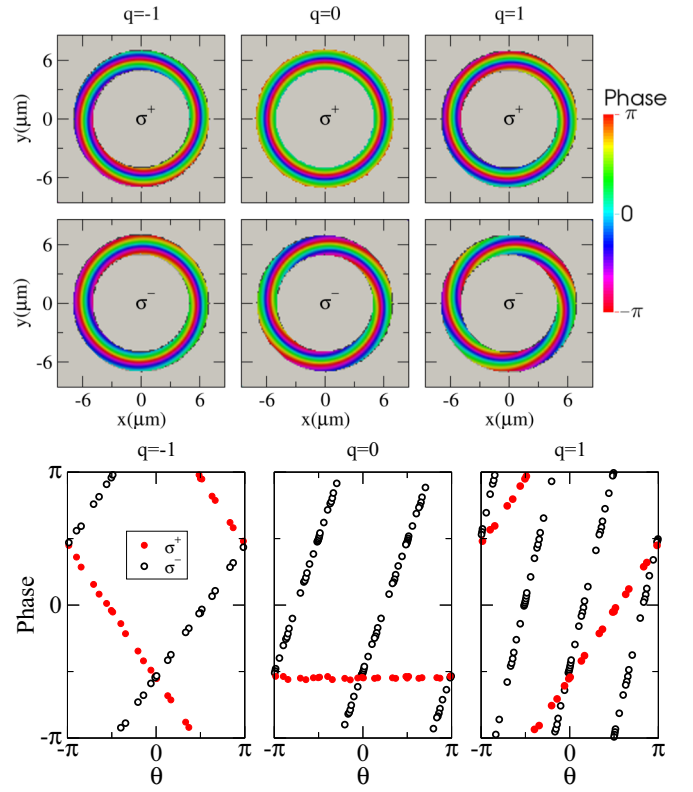 q=-1 q=0 q=1
6
0
-6
y(μm)
σ+ σ+ σ+
Phase
π
0
-π
6
0
-6
y(μm)
σ- σ- σ-
-6 0 6 -6 0 6 -6 0 6
x(μm) x(μm) x(μm)
q=-1 q=0 q=1
π
0
-π
Phase
σ+
σ-
-π 0 π -π 0 π -π 0 π
θ θ θ